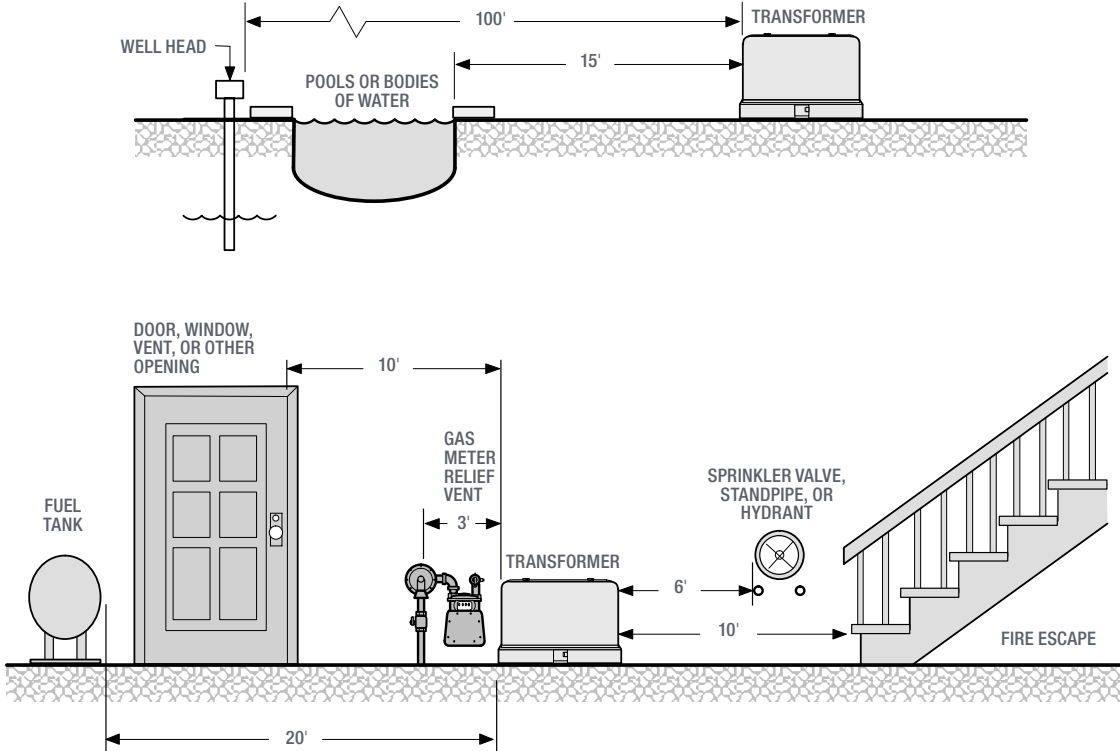 100'
TRANSFORMER
WELL HEAD
15'
POOLS OR BODIES
OF WATER
DOOR, WINDOW,
VENT, OR OTHER
OPENING
10'
GAS
METER
RELIEF
VENT
SPRINKLER VALVE,
STANDPIPE, OR
HYDRANT
FUEL
TANK
3'
TRANSFORMER
6'
10'
FIRE ESCAPE
20'